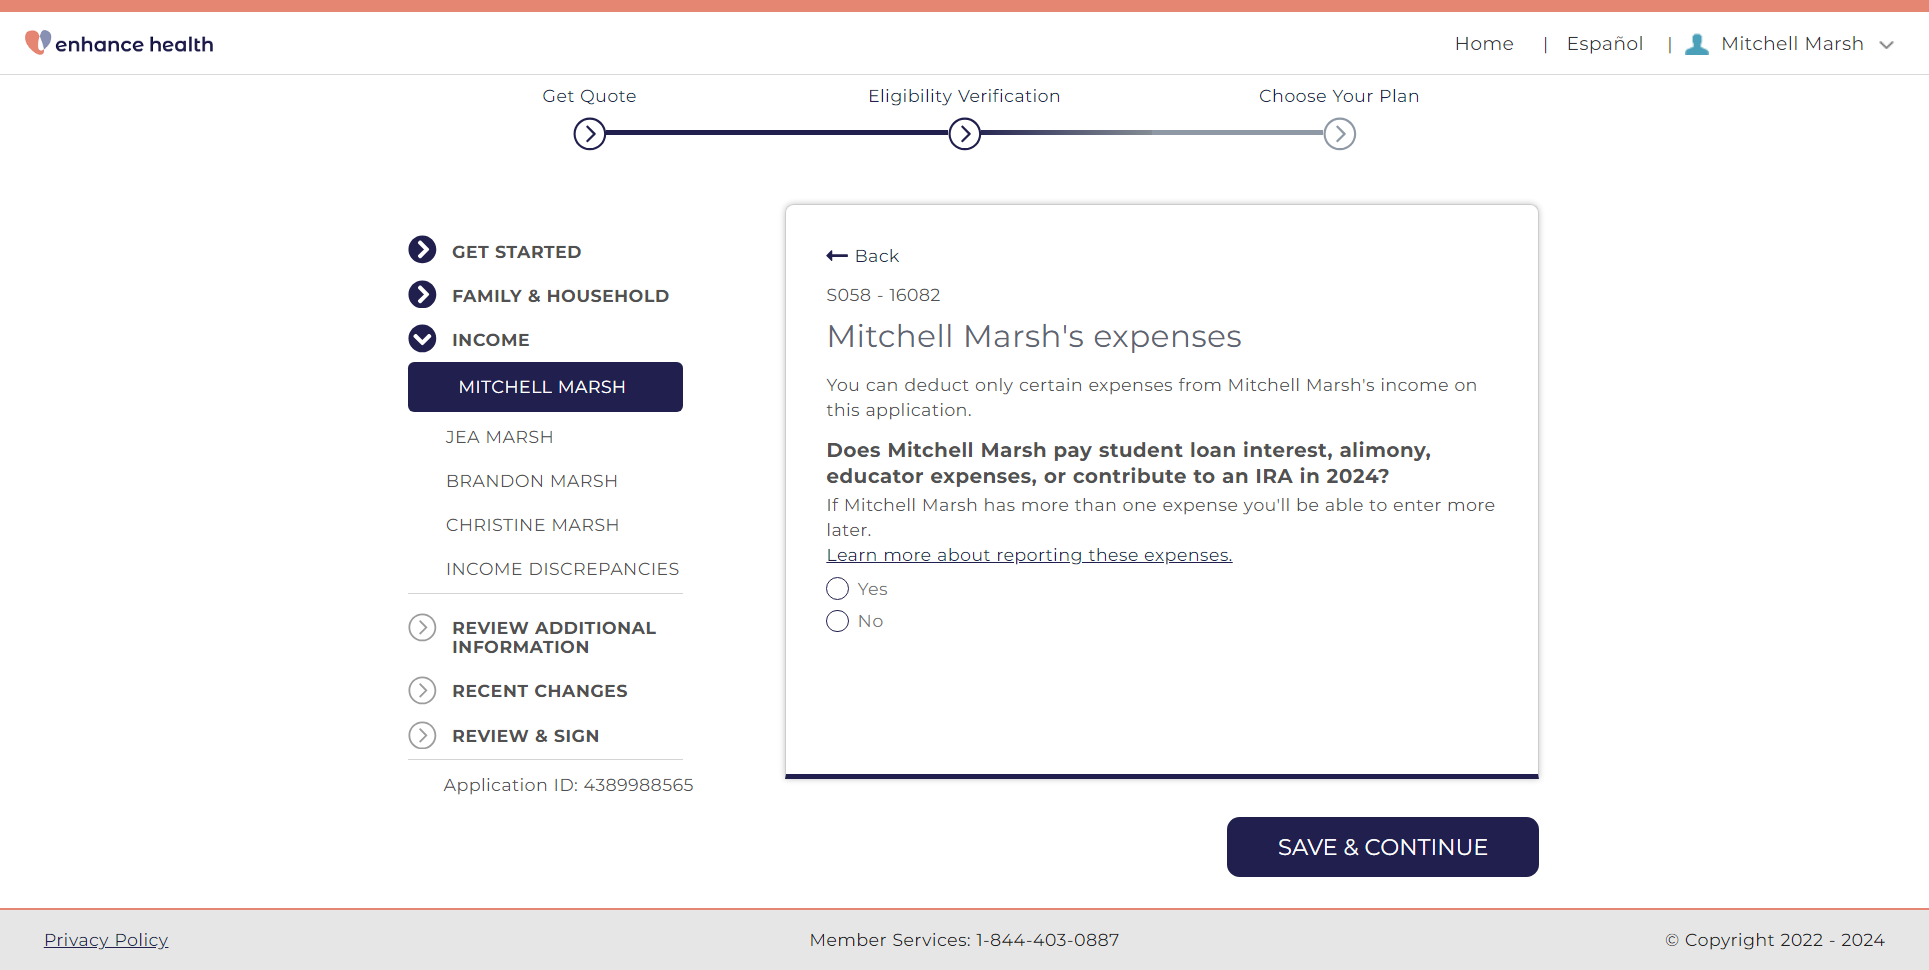 enhance health
Home | Español | Mitchell Marsh
Get Quote
Eligibility Verification
Choose Your Plan
GET STARTED
FAMILY & HOUSEHOLD
INCOME
MITCHELL MARSH
JEA MARSH
BRANDON MARSH
CHRISTINE MARSH
INCOME DISCREPANCIES
REVIEW ADDITIONAL
INFORMATION
RECENT CHANGES
REVIEW & SIGN
Application ID: 4389988565
Back
S058 - 16082
Mitchell Marsh's expenses
You can deduct only certain expenses from Mitchell Marsh's income on
this application.
Does Mitchell Marsh pay student loan interest, alimony,
educator expenses, or contribute to an IRA in 2024?
If Mitchell Marsh has more than one expense you'll be able to enter more
later.
Learn more about reporting these expenses.
Yes
No
SAVE & CONTINUE
Privacy Policy
Member Services: 1-844-403-0887
© Copyright 2022 - 2024